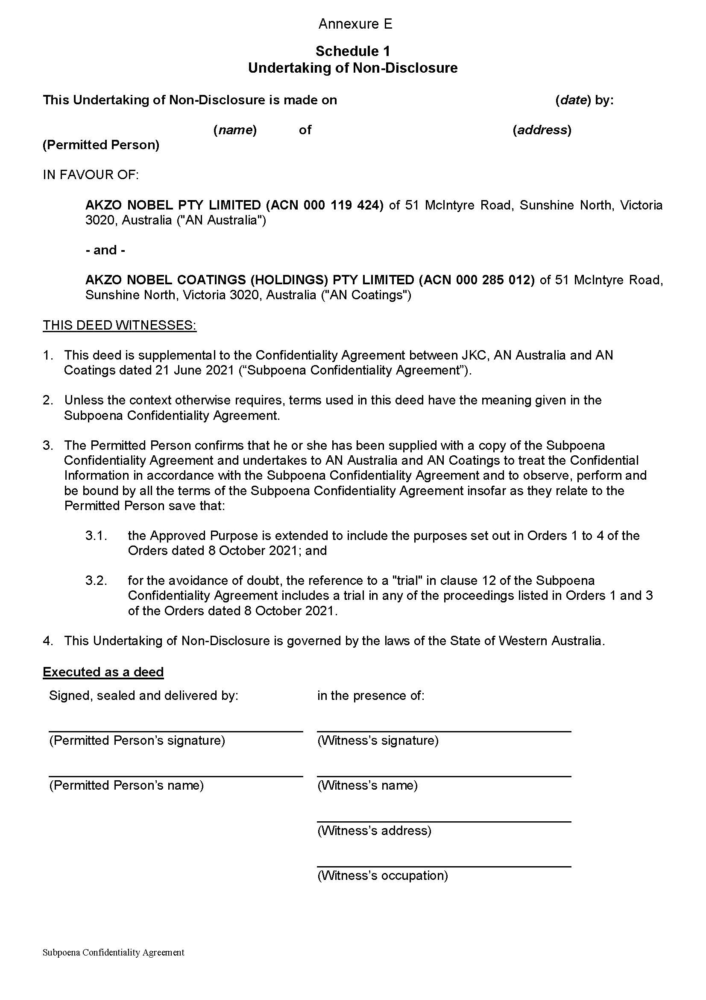 Annexure E
Schedule 1
Undertaking of Non-Disclosure
This Undertaking of Non-Disclosure is made on (date) by:
(name) of (address)
(Permitted Person)
IN FAVOUR OF:
AKZO NOBEL PTY LIMITED (ACN 000 119 424) of 51 McIntyre Road, Sunshine North, Victoria
3020, Australia ("AN Australia")
- and -
AKZO NOBEL COATINGS (HOLDINGS) PTY LIMITED (ACN 000 285 012) of 51 McIntyre Road,
Sunshine North, Victoria 3020, Australia ("AN Coatings")
THIS DEED WITNESSES:
1. This deed is supplemental to the Confidentiality Agreement between JKC, AN Australia and AN
Coatings dated 21 June 2021 (“Subpoena Confidentiality Agreement”).
2. Unless the context otherwise requires, terms used in this deed have the meaning given in the
Subpoena Confidentiality Agreement.
3. The Permitted Person confirms that he or she has been supplied with a copy of the Subpoena
Confidentiality Agreement and undertakes to AN Australia and AN Coatings to treat the Confidential
Information in accordance with the Subpoena Confidentiality Agreement and to observe, perform and
be bound by all the terms of the Subpoena Confidentiality Agreement insofar as they relate to the
Permitted Person save that:
3.1. the Approved Purpose is extended to include the purposes set out in Orders 1 to 4 of the
Orders dated 8 October 2021; and
3.2. for the avoidance of doubt, the reference to a "trial" in clause 12 of the Subpoena
Confidentiality Agreement includes a trial in any of the proceedings listed in Orders 1 and 3
of the Orders dated 8 October 2021.
4. This Undertaking of Non-Disclosure is governed by the laws of the State of Western Australia.
Executed as a deed
Signed, sealed and delivered by: in the presence of:
(Permitted Person’s signature) (Witness’s signature)
(Permitted Person’s name) (Witness’s name)
(Witness’s address)
(Witness’s occupation)
Subpoena Confidentiality Agreement